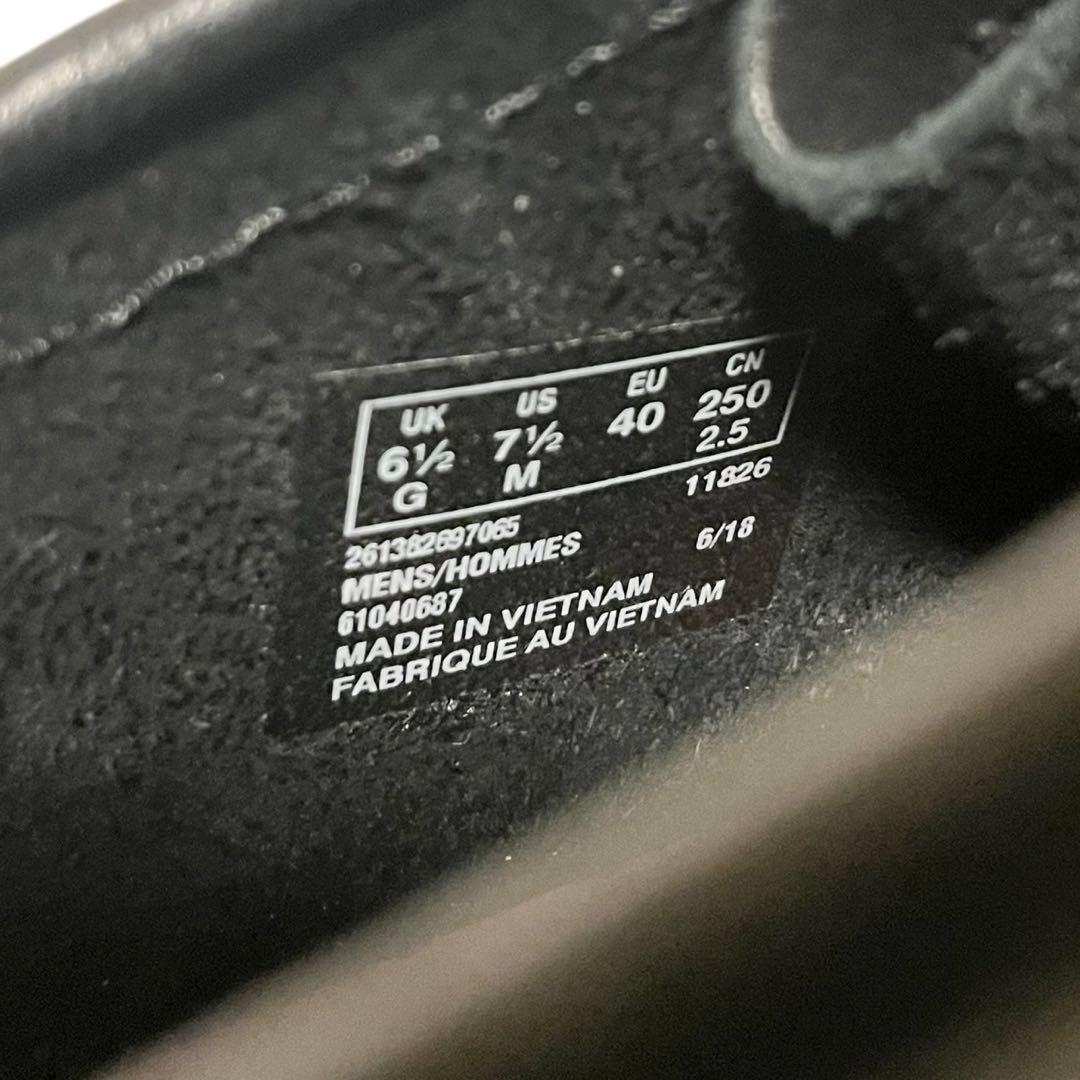 UK US EU CN
6½ 7½ 40 250
G M 2.5
261382697065 11826
MENS/HOMMES 6/18
61040687
MADE IN VIETNAM
FABRIQUE AU VIETNAM